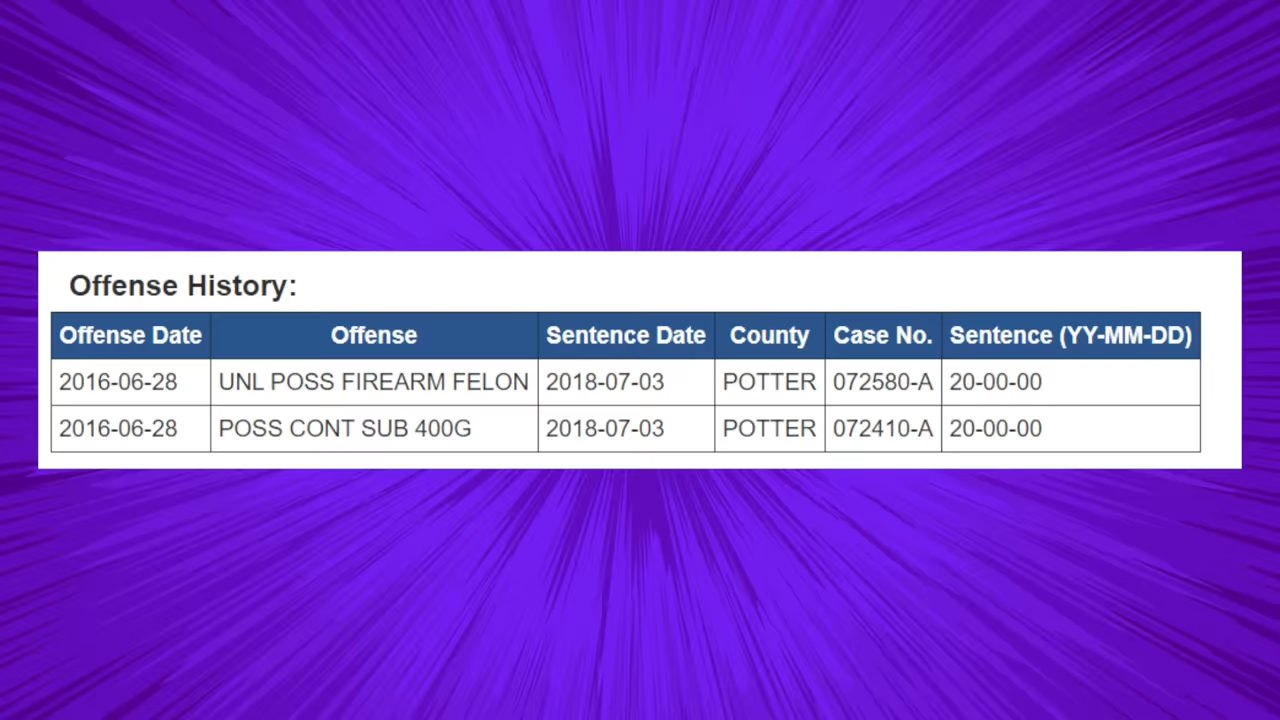 Offense History:
Offense Date Offense Sentence Date County Case No. Sentence (YY-MM-DD)
2016-06-28 UNL POSS FIREARM FELON 2018-07-03 POTTER 072580-A 20-00-00
2016-06-28 POSS CONT SUB 400G 2018-07-03 POTTER 072410-A 20-00-00